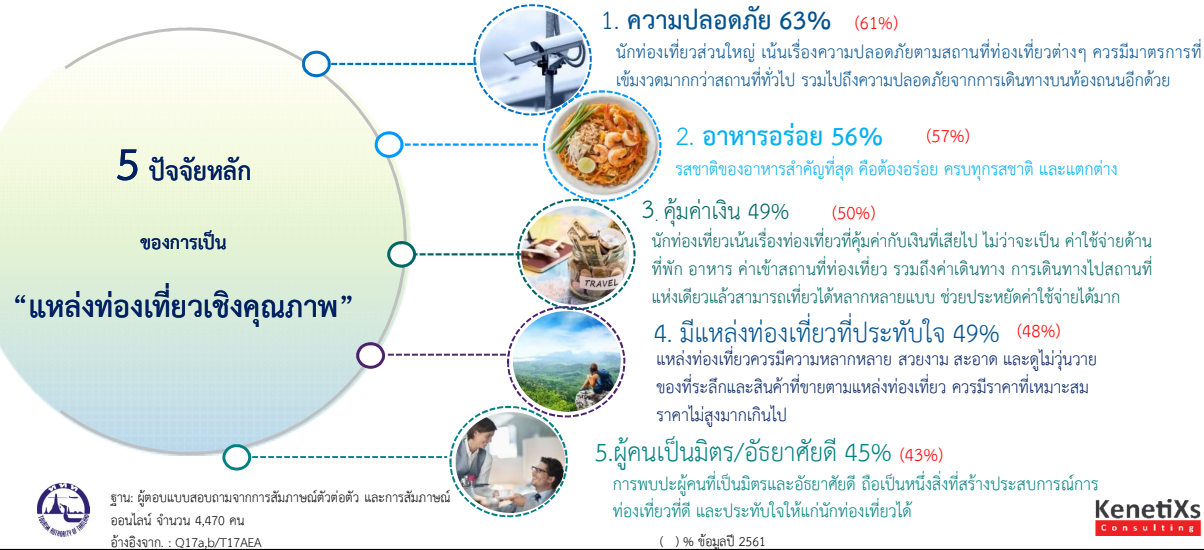 5 ปัจจัยหลัก
ของการเป็น
“แหล่งท่องเที่ยวเชิงคุณภาพ”
1. ความปลอดภัย 63% (61%)
นักท่องเที่ยวส่วนใหญ่ เน้นเรื่องความปลอดภัยตามสถานที่ท่องเที่ยวต่างๆ ควรมีมาตรการที่
เข้มงวดมากกว่าสถานที่ทั่วไป รวมไปถึงความปลอดภัยจากการเดินทางบนท้องถนนอีกด้วย
2. อาหารอร่อย 56% (57%)
รสชาติของอาหารสำคัญที่สุด คือต้องอร่อย ครบทุกรสชาติ และแตกต่าง
3. คุ้มค่าเงิน 49% (50%)
นักท่องเที่ยวเน้นเรื่องท่องเที่ยวที่คุ้มค่ากับเงินที่เสียไป ไม่ว่าจะเป็น ค่าใช้จ่ายด้าน
ที่พัก อาหาร ค่าเข้าสถานที่ท่องเที่ยว รวมถึงค่าเดินทาง การเดินทางไปสถานที่
แห่งเดียวแล้วสามารถเที่ยวได้หลากหลายแบบ ช่วยประหยัดค่าใช้จ่ายได้มาก
TRAVEL
4. มีแหล่งท่องเที่ยวที่ประทับใจ 49% (48%)
แหล่งท่องเที่ยวควรมีความหลากหลาย สวยงาม สะอาด และดูไม่วุ่นวาย
ของที่ระลึกและสินค้าที่ขายตามแหล่งท่องเที่ยว ควรมีราคาที่เหมาะสม
ราคาไม่สูงมากเกินไป
5.ผู้คนเป็นมิตร/อัธยาศัยดี 45% (43%)
การพบปะผู้คนที่เป็นมิตรและอัธยาศัยดี ถือเป็นหนึ่งสิ่งที่สร้างประสบการณ์การ
ท่องเที่ยวที่ดี และประทับใจให้แก่นักท่องเที่ยวได้
ททท
TOURISM AUTHORITY OF THAILAND
ฐาน: ผู้ตอบแบบสอบถามจากการสัมภาษณ์ตัวต่อตัว และการสัมภาษณ์
ออนไลน์ จำนวน 4,470 คน
อ้างอิงจาก. : Q17a,b/T17AEA
( ) % ข้อมูลปี 2561
KenetiXs
Consulting